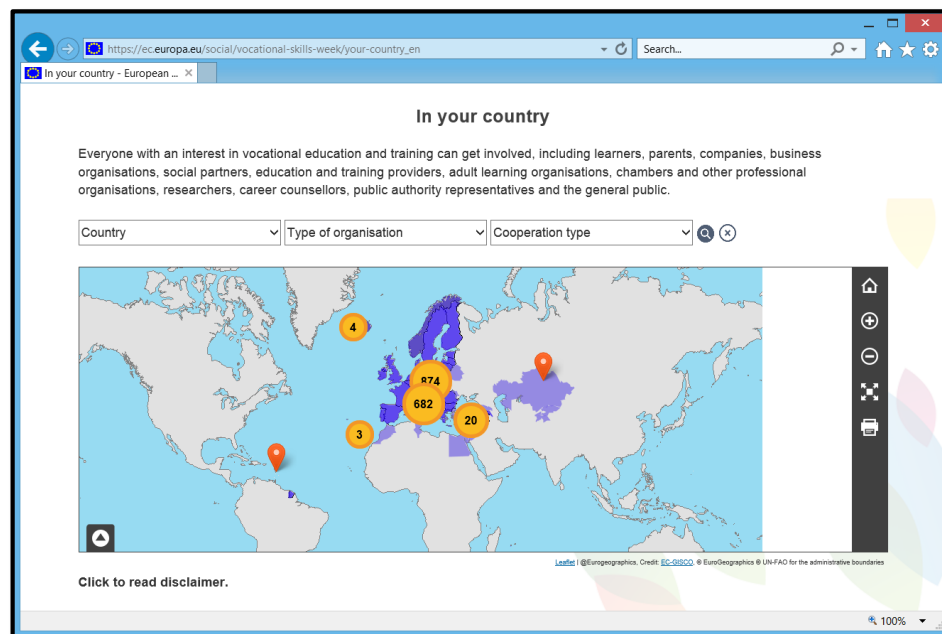 https://ec.europa.eu/social/vocational-skills-week/your-country_en
Search...
In your country - European ...
In your country
Everyone with an interest in vocational education and training can get involved, including learners, parents, companies, business
organisations, social partners, education and training providers, adult learning organisations, chambers and other professional
organisations, researchers, career counsellors, public authority representatives and the general public.
Country
Type of organisation
Cooperation type
4
874
682
20
3
Leaflet | @Eurogeographics, Credit: EC-GISCO, © EuroGeographics © UN-FAO for the administrative boundaries
Click to read disclaimer.
100%